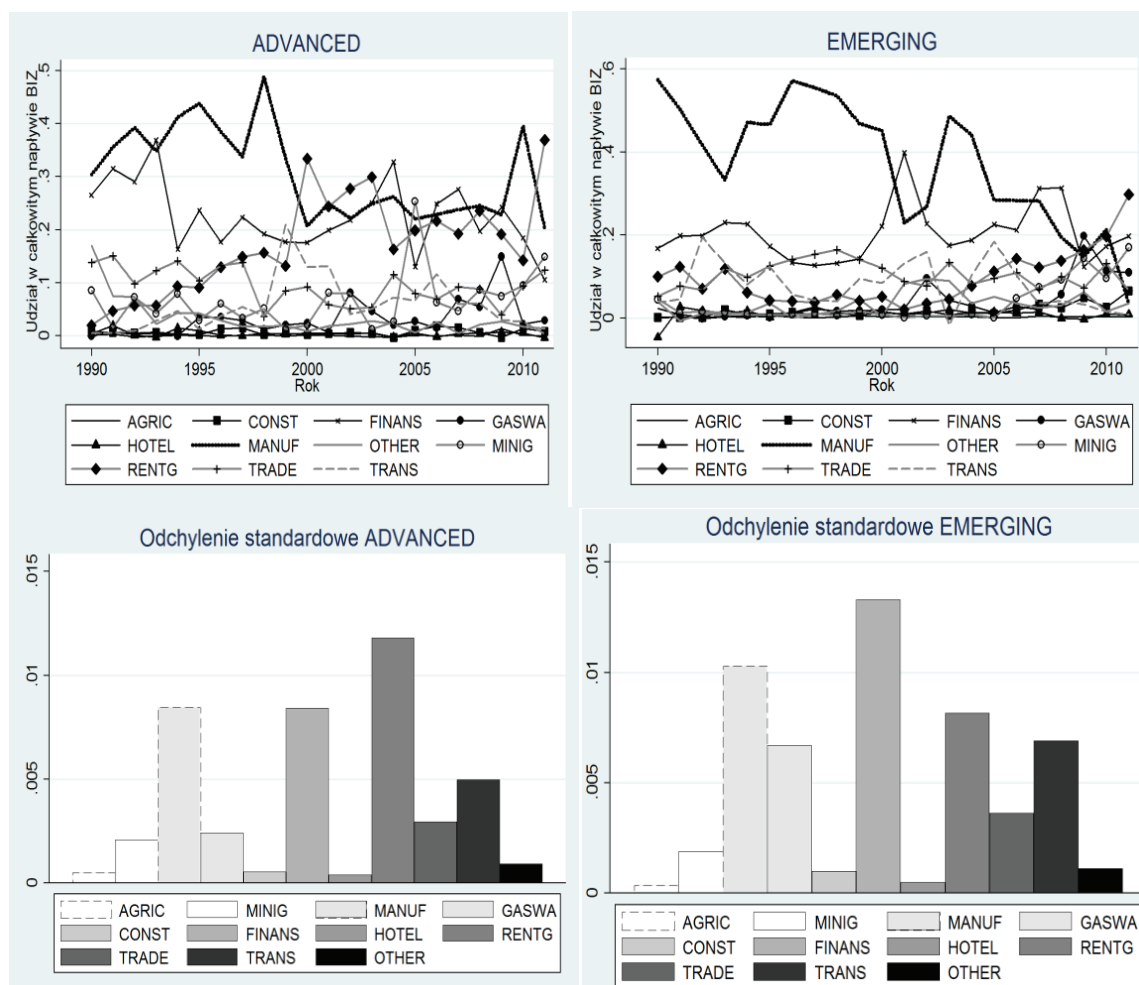 ADVANCED
Udział w całkowitym napływie BIZ
.5
.4
.3
.2
.1
0
1990 1995 2000 2005 2010
Rok
AGRIC CONST FINANS GASWA
HOTEL MANUF OTHER MINIG
RENTG TRADE TRANS
EMERGING
Udział w całkowitym napływie BIZ
.6
.4
.2
0
1990 1995 2000 2005 2010
Rok
AGRIC CONST FINANS GASWA
HOTEL MANUF OTHER MINIG
RENTG TRADE TRANS
Odchylenie standardowe ADVANCED
.015
.01
.005
0
AGRIC MINIG MANUF GASWA
CONST FINANS HOTEL RENTG
TRADE TRANS OTHER
Odchylenie standardowe EMERGING
.015
.01
.005
0
AGRIC MINIG MANUF GASWA
CONST FINANS HOTEL RENTG
TRADE TRANS OTHER